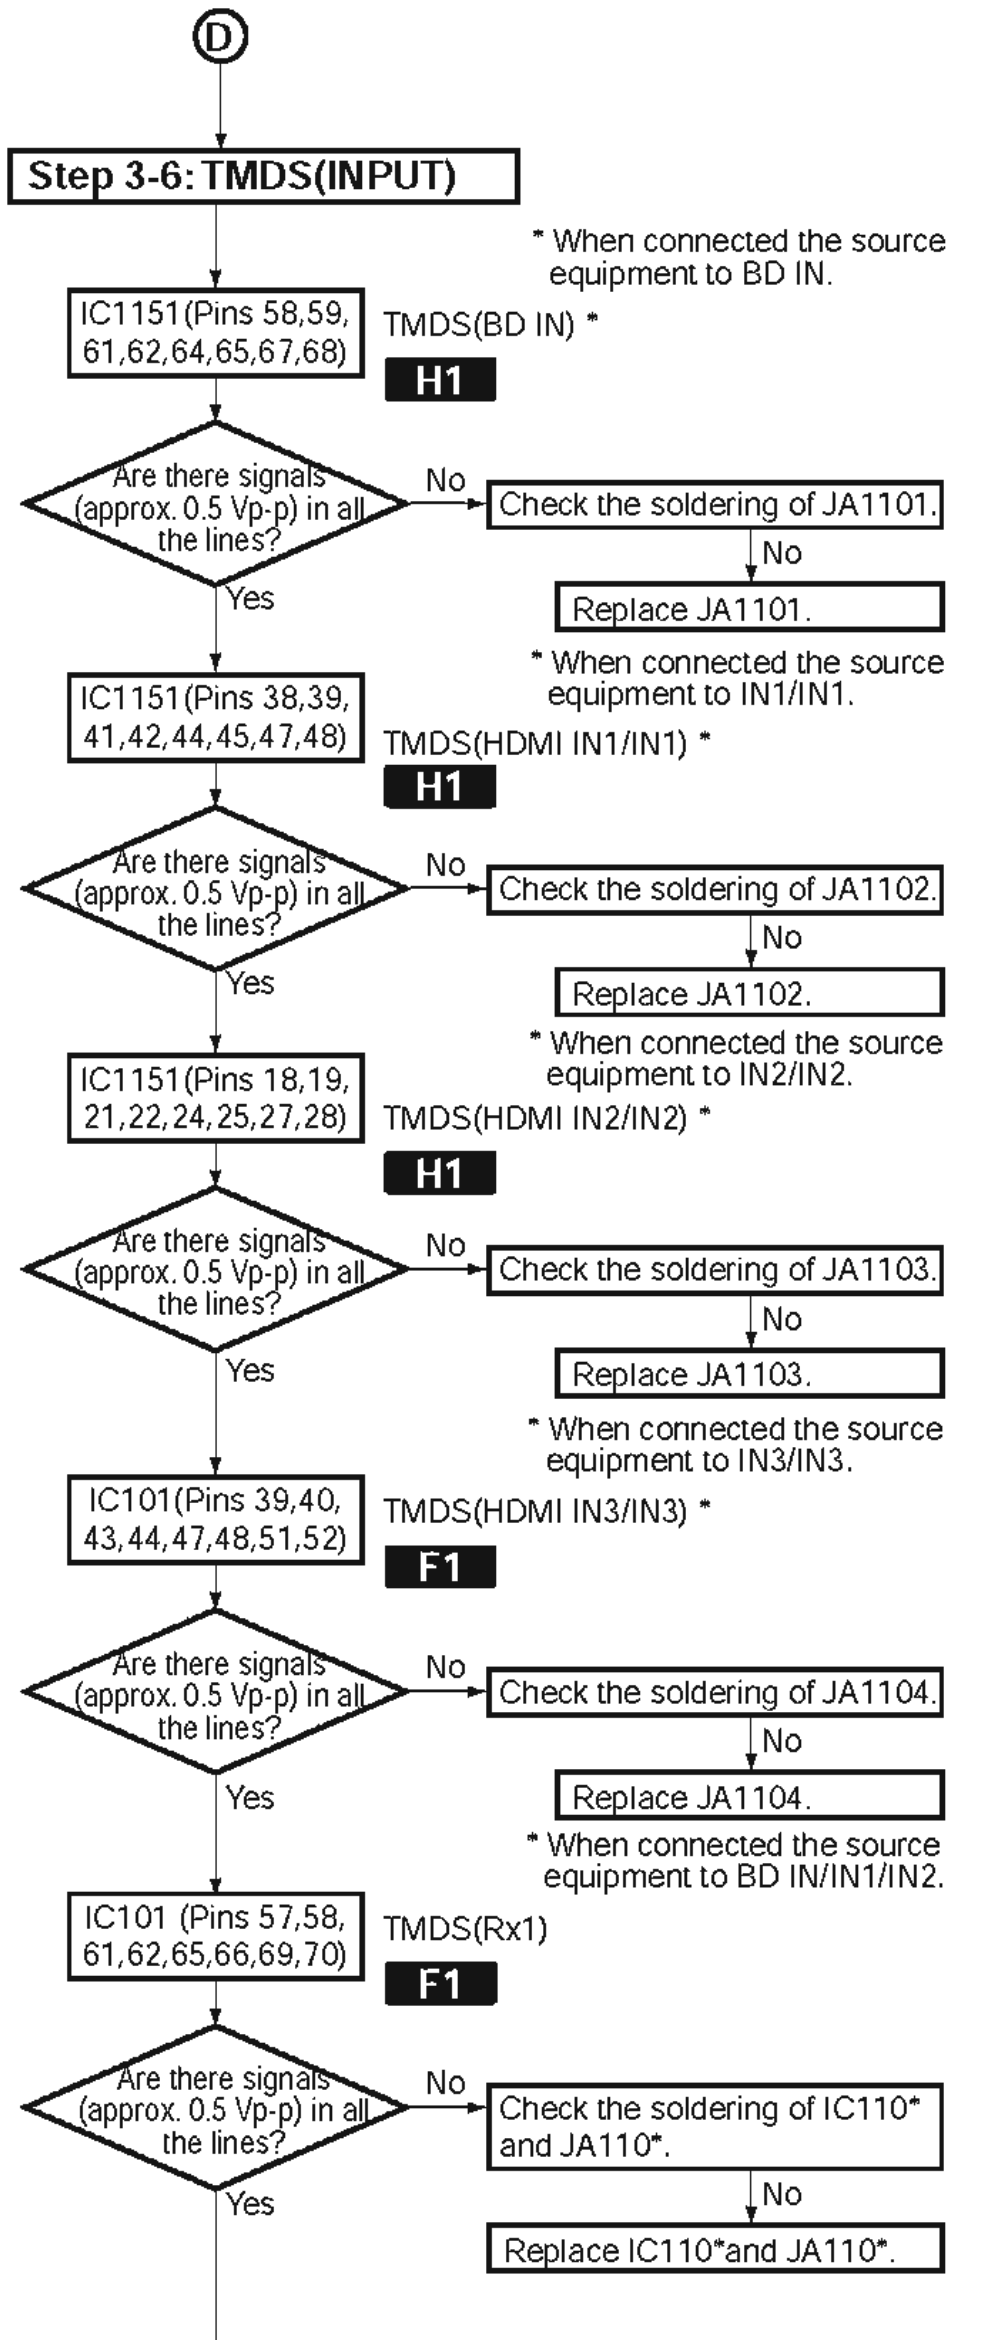 D
Step 3-6: TMDS(INPUT)
* When connected the source
equipment to BD IN.
IC1151(Pins 58,59,
61,62,64,65,67,68)
TMDS(BD IN) *
H1
Are there signals
(approx. 0.5 Vp-p) in all
the lines?
No
Check the soldering of JA1101.
No
Replace JA1101.
Yes
* When connected the source
equipment to IN1/IN1.
IC1151(Pins 38,39,
41,42,44,45,47,48)
TMDS(HDMI IN1/IN1) *
H1
Are there signals
(approx. 0.5 Vp-p) in all
the lines?
No
Check the soldering of JA1102.
No
Replace JA1102.
Yes
* When connected the source
equipment to IN2/IN2.
IC1151(Pins 18,19,
21,22,24,25,27,28)
TMDS(HDMI IN2/IN2) *
H1
Are there signals
(approx. 0.5 Vp-p) in all
the lines?
No
Check the soldering of JA1103.
No
Replace JA1103.
Yes
* When connected the source
equipment to IN3/IN3.
IC101(Pins 39,40,
43,44,47,48,51,52)
TMDS(HDMI IN3/IN3) *
F1
Are there signals
(approx. 0.5 Vp-p) in all
the lines?
No
Check the soldering of JA1104.
No
Replace JA1104.
Yes
* When connected the source
equipment to BD IN/IN1/IN2.
IC101 (Pins 57,58,
61,62,65,66,69,70)
TMDS(Rx1)
F1
Are there signals
(approx. 0.5 Vp-p) in all
the lines?
No
Check the soldering of IC110*
and JA110*.
No
Replace IC110*and JA110*.
Yes